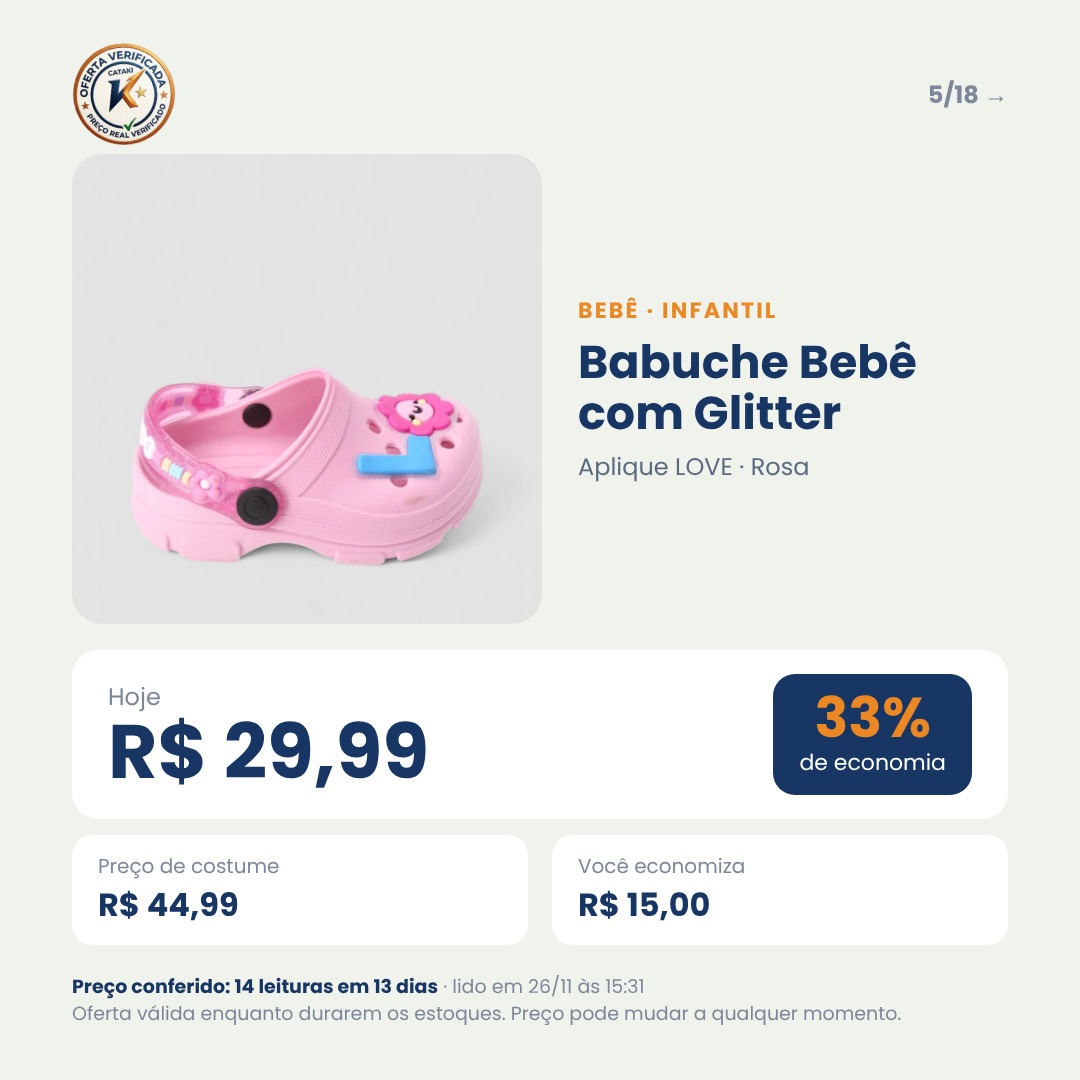 OFERTA VERIFICADA
CATAKI
K
PREÇO REAL VERIFICADO
5/18 →
BEBÊ · INFANTIL
Babuche Bebê
com Glitter
Aplique LOVE · Rosa
L
Hoje
R$ 29,99
33%
de economia
Preço de costume
R$ 44,99
Você economiza
R$ 15,00
Preço conferido: 14 leituras em 13 dias · lido em 26/11 às 15:31
Oferta válida enquanto durarem os estoques. Preço pode mudar a qualquer momento.